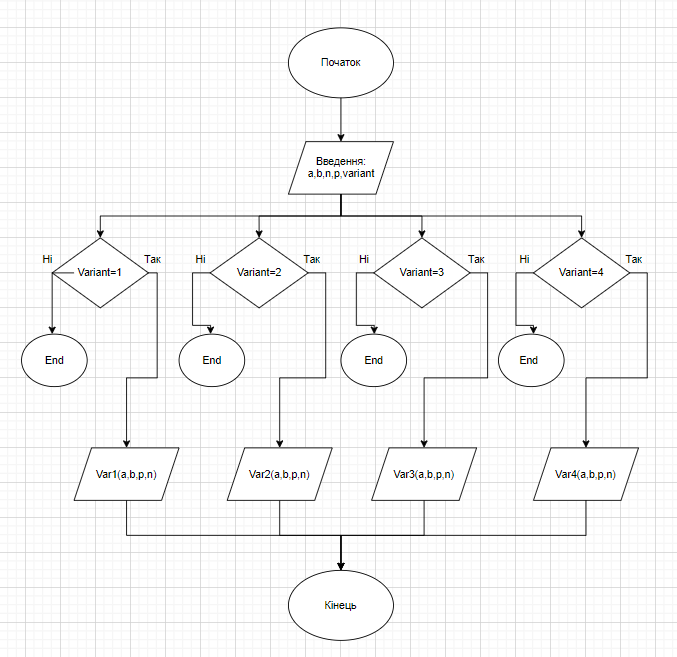 Початок
Введення:
a,b,n,p,variant
Ні
Variant=1
Так
Ні
Variant=2
Так
Ні
Variant=3
Так
Ні
Variant=4
Так
End
End
End
End
Var1(a,b,p,n)
Var2(a,b,p,n)
Var3(a,b,p,n)
Var4(a,b,p,n)
Кінець